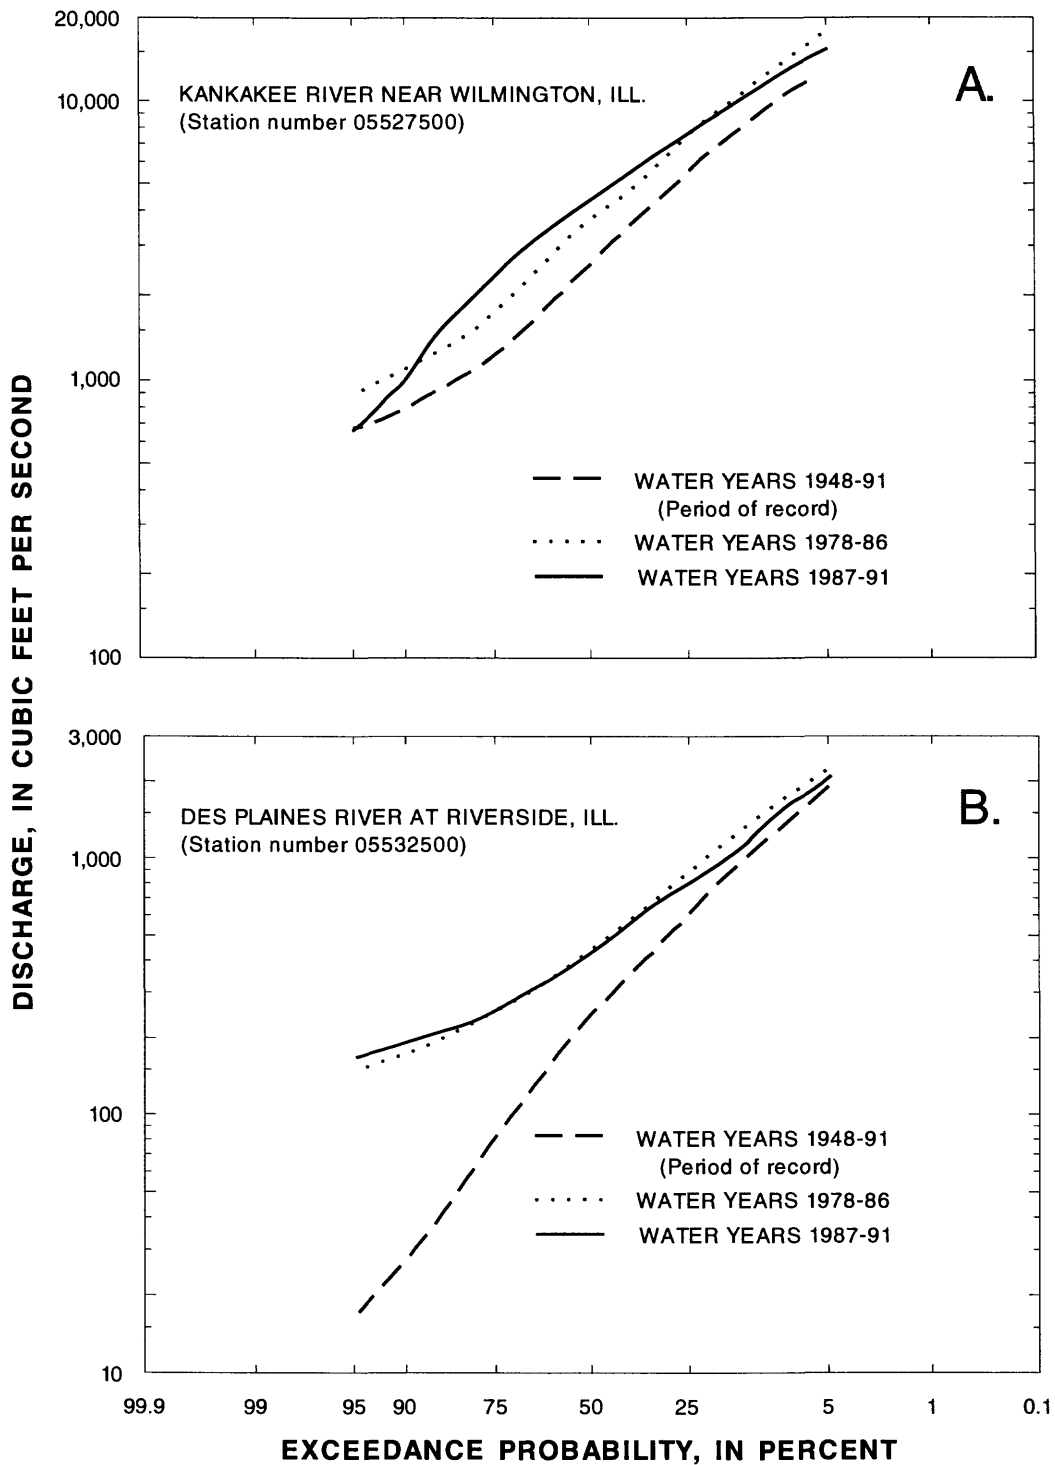 20,000
KANKAKEE RIVER NEAR WILMINGTON, ILL.
(Station number 05527500)
A.
10,000
1,000
WATER YEARS 1948-91
(Period of record)
WATER YEARS 1978-86
WATER YEARS 1987-91
100
DISCHARGE, IN CUBIC FEET PER SECOND
3,000
DES PLAINES RIVER AT RIVERSIDE, ILL.
(Station number 05532500)
B.
1,000
100
WATER YEARS 1948-91
(Period of record)
WATER YEARS 1978-86
WATER YEARS 1987-91
10
99.9 99 95 90 75 50 25 5 1 0.1
EXCEEDANCE PROBABILITY, IN PERCENT